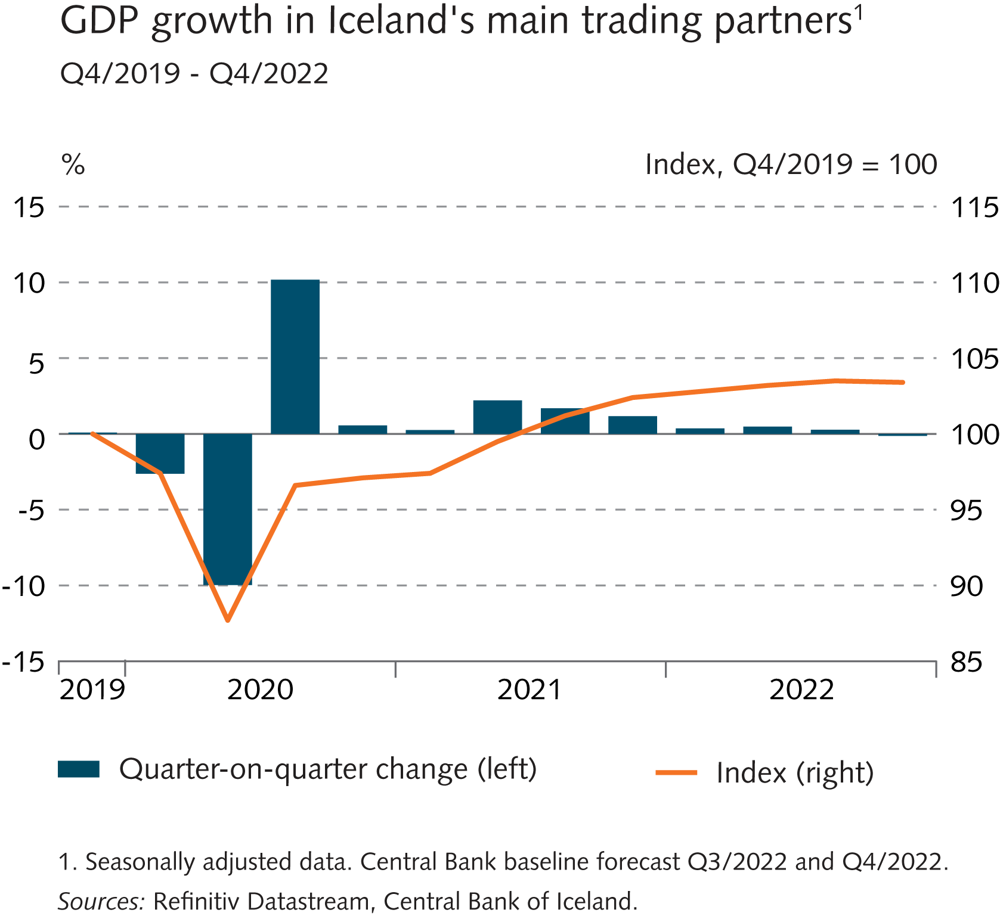 GDP growth in Iceland's main trading partners¹
Q4/2019 - Q4/2022
% Index, Q4/2019 = 100
15 115
10 110
5 105
0 100
-5 95
-10 90
-15 85
2019 2020 2021 2022
Quarter-on-quarter change (left) Index (right)
1. Seasonally adjusted data. Central Bank baseline forecast Q3/2022 and Q4/2022.
Sources: Refinitiv Datastream, Central Bank of Iceland.